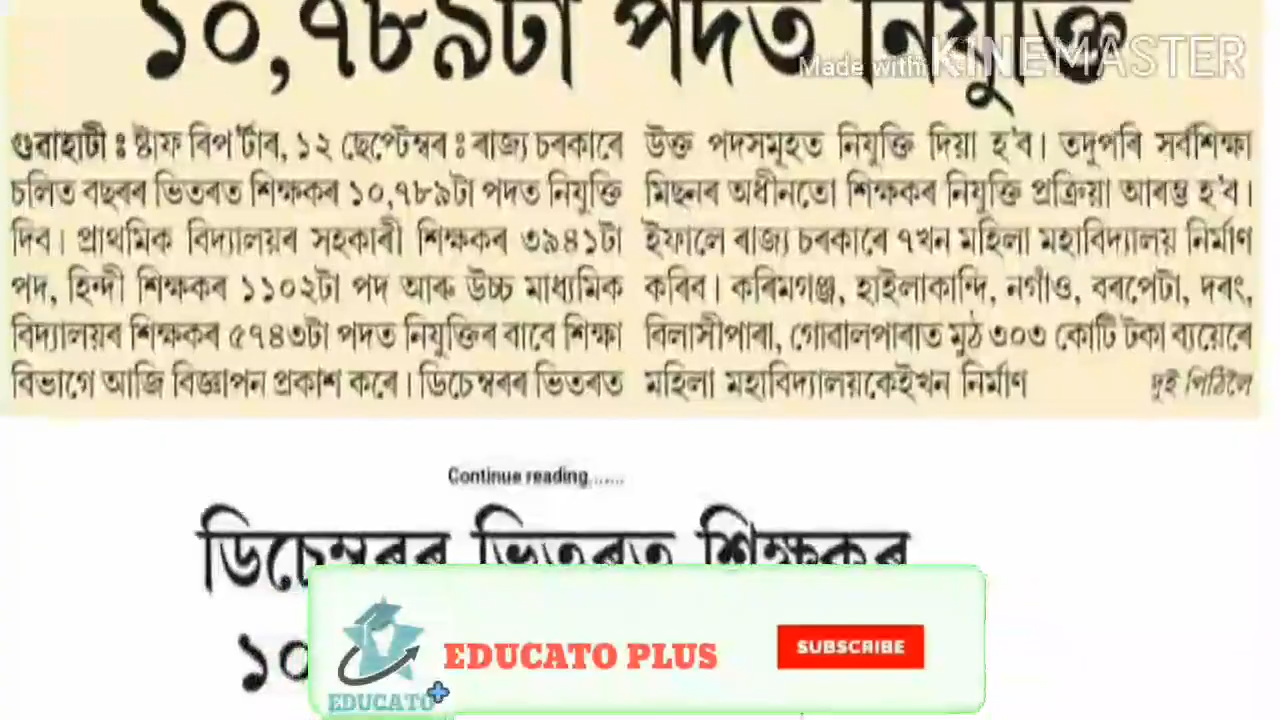 ১০,৭৮৯টা পদত নিযুক্তি
Made with KINEMASTER
গুৱাহাটী : ষ্টাফ ৰিপ'ৰ্টাৰ, ১২ ছেপ্টেম্বৰ : ৰাজ্য চৰকাৰে
চলিত বছৰৰ ভিতৰত শিক্ষকৰ ১০,৭৮৯টা পদত নিযুক্তি
দিব। প্ৰাথমিক বিদ্যালয়ৰ সহকাৰী শিক্ষকৰ ৩৯৪১টা
পদ, হিন্দী শিক্ষকৰ ১১০২টা পদ আৰু উচ্চ মাধ্যমিক
বিদ্যালয়ৰ শিক্ষকৰ ৫৭৪৩টা পদত নিযুক্তিৰ বাবে শিক্ষা
বিভাগে আজি বিজ্ঞাপন প্ৰকাশ কৰে। ডিচেম্বৰৰ ভিতৰত
উক্ত পদসমূহত নিযুক্তি দিয়া হ'ব। তদুপৰি সৰ্বশিক্ষা
মিছনৰ অধীনতো শিক্ষকৰ নিযুক্তি প্ৰক্ৰিয়া আৰম্ভ হ'ব।
ইফালে ৰাজ্য চৰকাৰে ৭খন মহিলা মহাবিদ্যালয় নিৰ্মাণ
কৰিব। কৰিমগঞ্জ, হাইলাকান্দি, নগাঁও, বৰপেটা, দৰং,
বিলাসীপাৰা, গোৱালপাৰাত মুঠ ৩০৩ কোটি টকা ব্যয়েৰে
মহিলা মহাবিদ্যালয়কেইখন নিৰ্মাণ দুই পিঠিলৈ
Continue reading......
ডিচেম্বৰৰ ভিতৰত শিক্ষকৰ
১০
EDUCATO PLUS
SUBSCRIBE
EDUCATO+